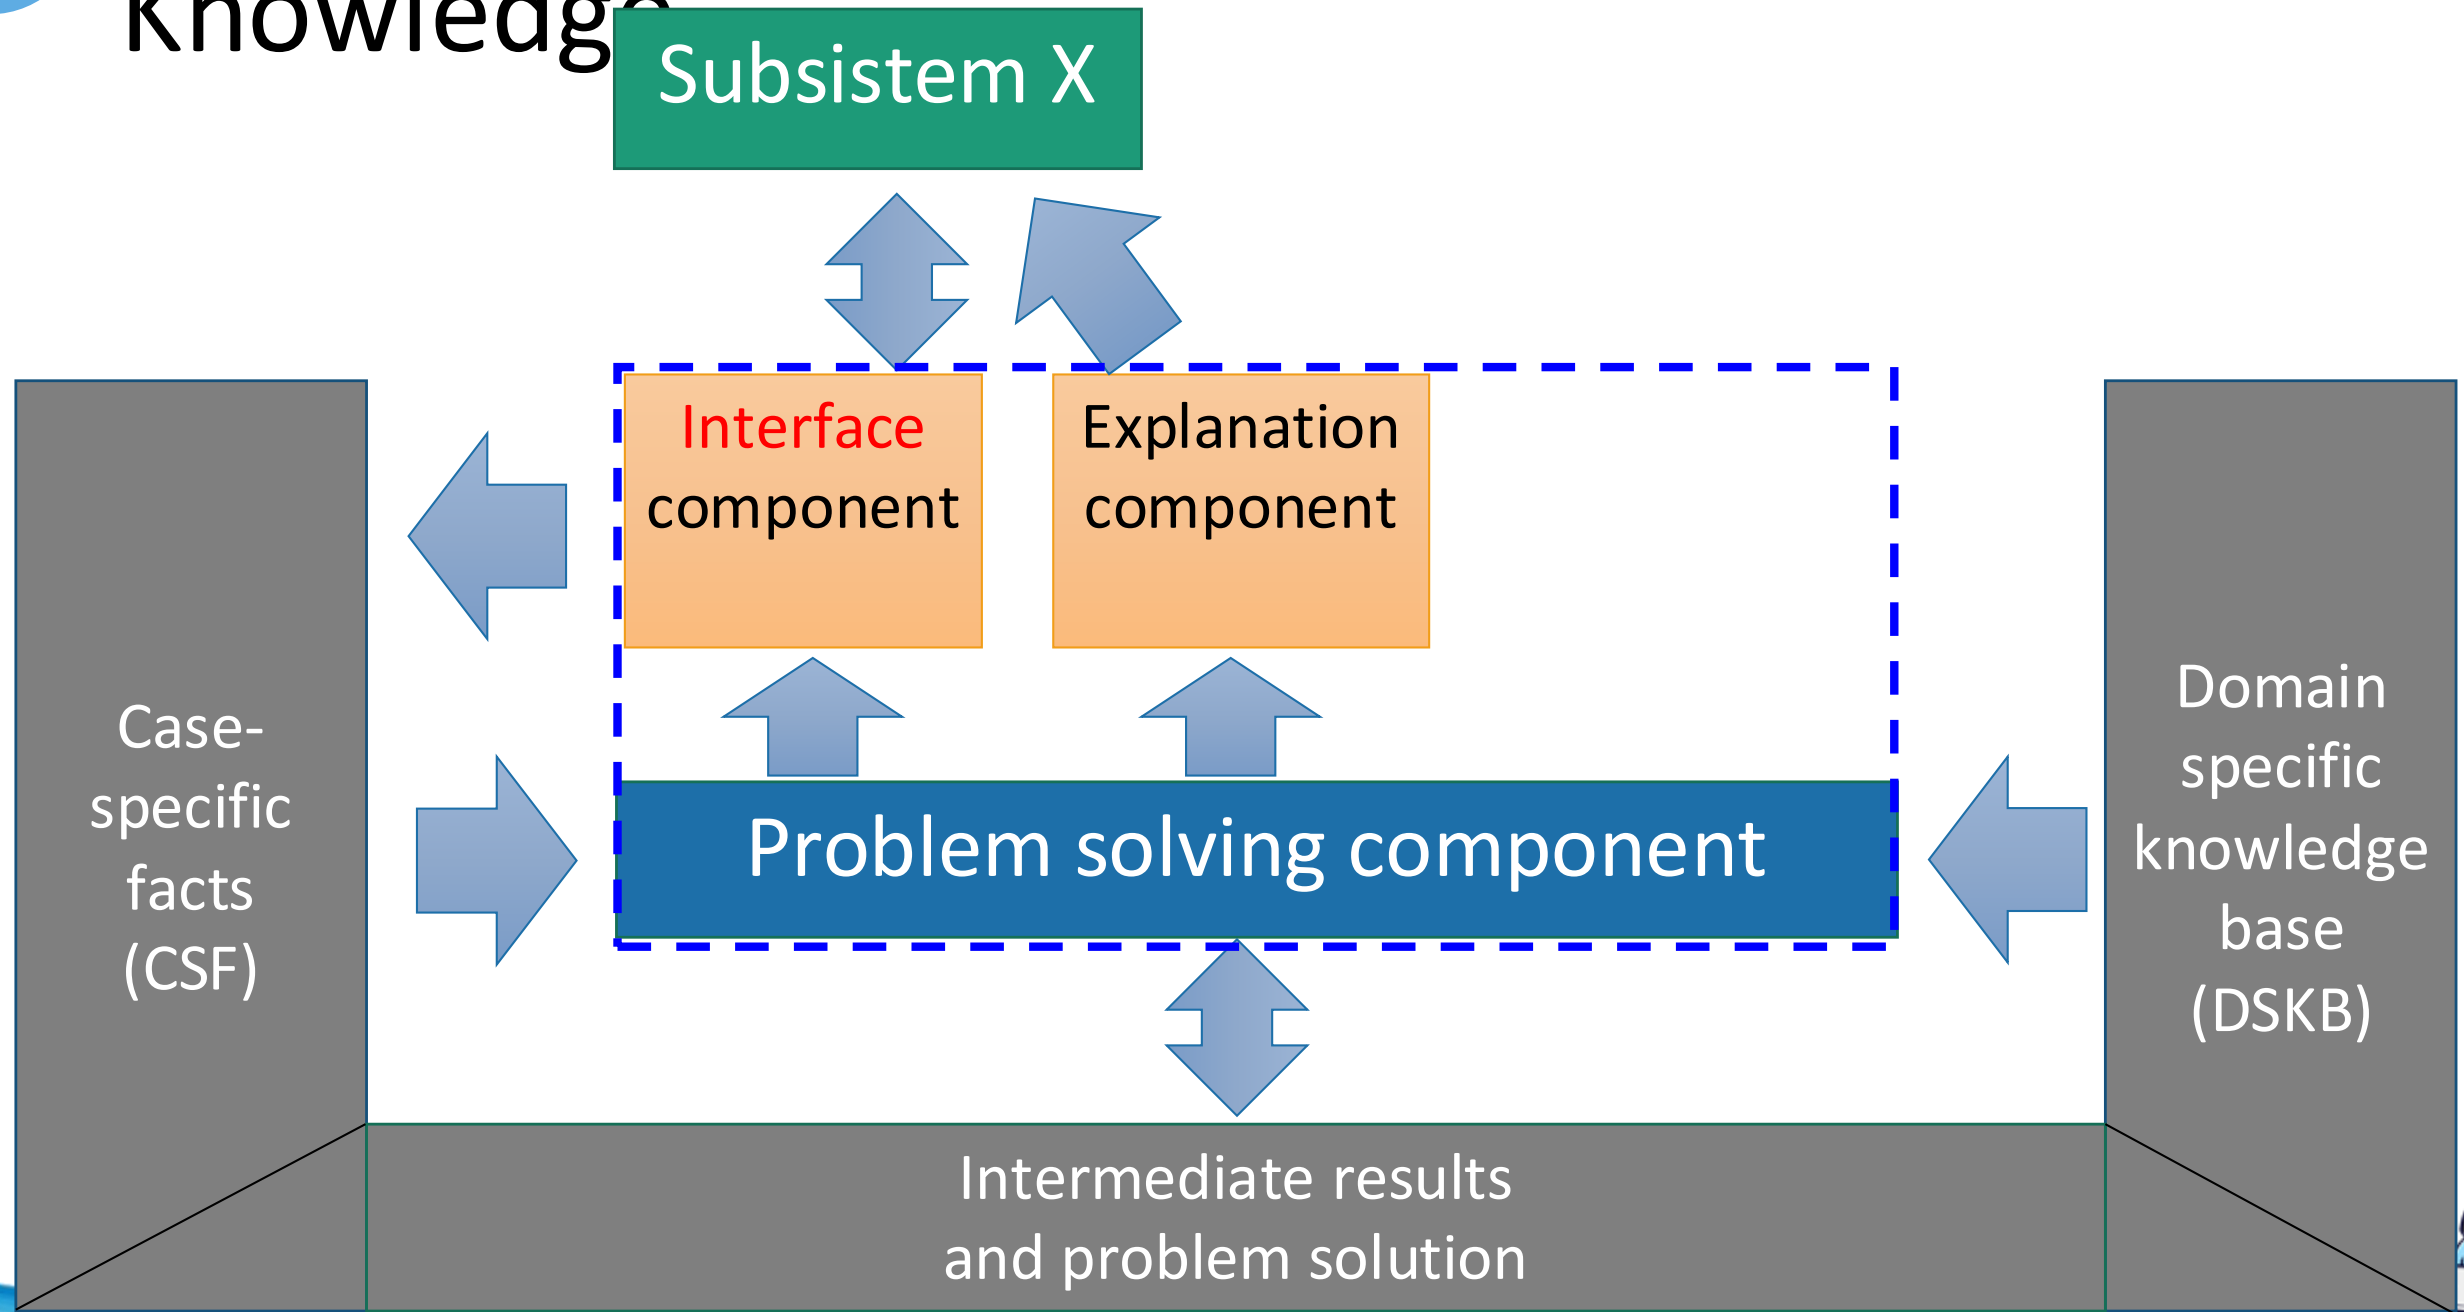 Knowledge
Subsistem X
Interface
component
Explanation
component
Case-
specific
facts
(CSF)
Problem solving component
Domain
specific
knowledge
base
(DSKB)
Intermediate results
and problem solution